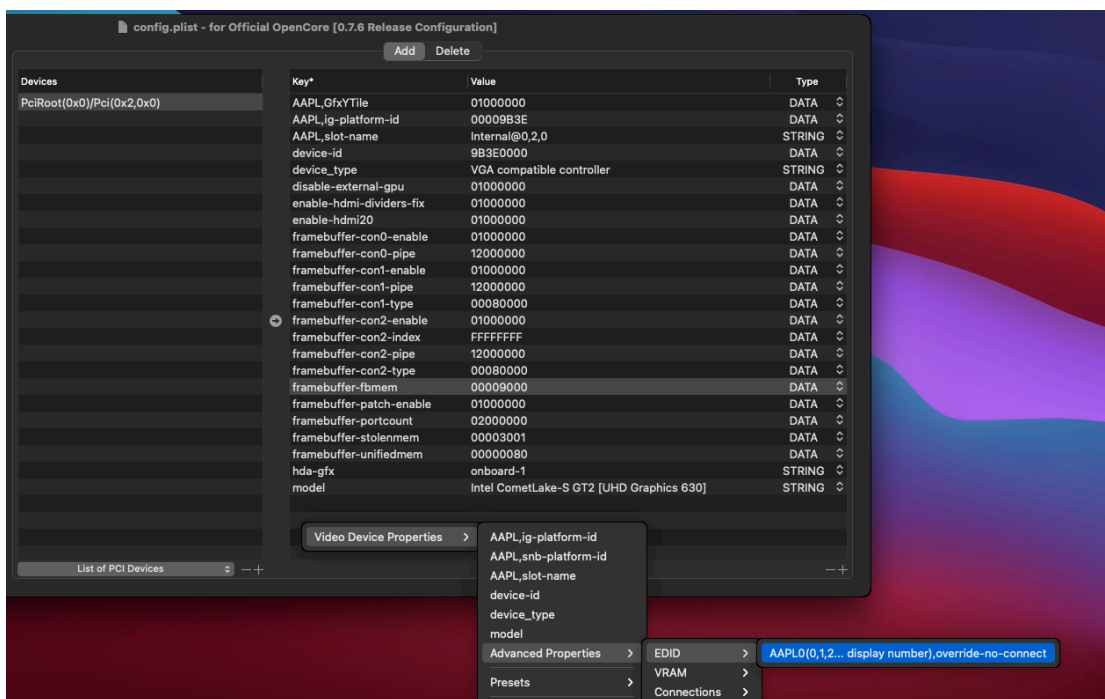 config.plist - for Official OpenCore [0.7.6 Release Configuration]
Add Delete
Devices
PciRoot(0x0)/Pci(0x2,0x0)
Key* Value Type
AAPL,GfxYTile 01000000 DATA
AAPL,ig-platform-id 00009B3E DATA
AAPL,slot-name Internal@0,2,0 STRING
device-id 9B3E0000 DATA
device_type VGA compatible controller STRING
disable-external-gpu 01000000 DATA
enable-hdmi-dividers-fix 01000000 DATA
enable-hdmi20 01000000 DATA
framebuffer-con0-enable 01000000 DATA
framebuffer-con0-pipe 12000000 DATA
framebuffer-con1-enable 01000000 DATA
framebuffer-con1-pipe 12000000 DATA
framebuffer-con1-type 00080000 DATA
framebuffer-con2-enable 01000000 DATA
framebuffer-con2-index FFFFFFFF DATA
framebuffer-con2-pipe 12000000 DATA
framebuffer-con2-type 00080000 DATA
framebuffer-fbmem 00009000 DATA
framebuffer-patch-enable 01000000 DATA
framebuffer-portcount 02000000 DATA
framebuffer-stolenmem 00003001 DATA
framebuffer-unifiedmem 00000080 DATA
hda-gfx onboard-1 STRING
model Intel CometLake-S GT2 [UHD Graphics 630] STRING
List of PCI Devices
Video Device Properties
AAPL,ig-platform-id
AAPL,snb-platform-id
AAPL,slot-name
device-id
device_type
model
Advanced Properties
Presets
EDID
VRAM
Connections
AAPL0(0,1,2... display number),override-no-connect